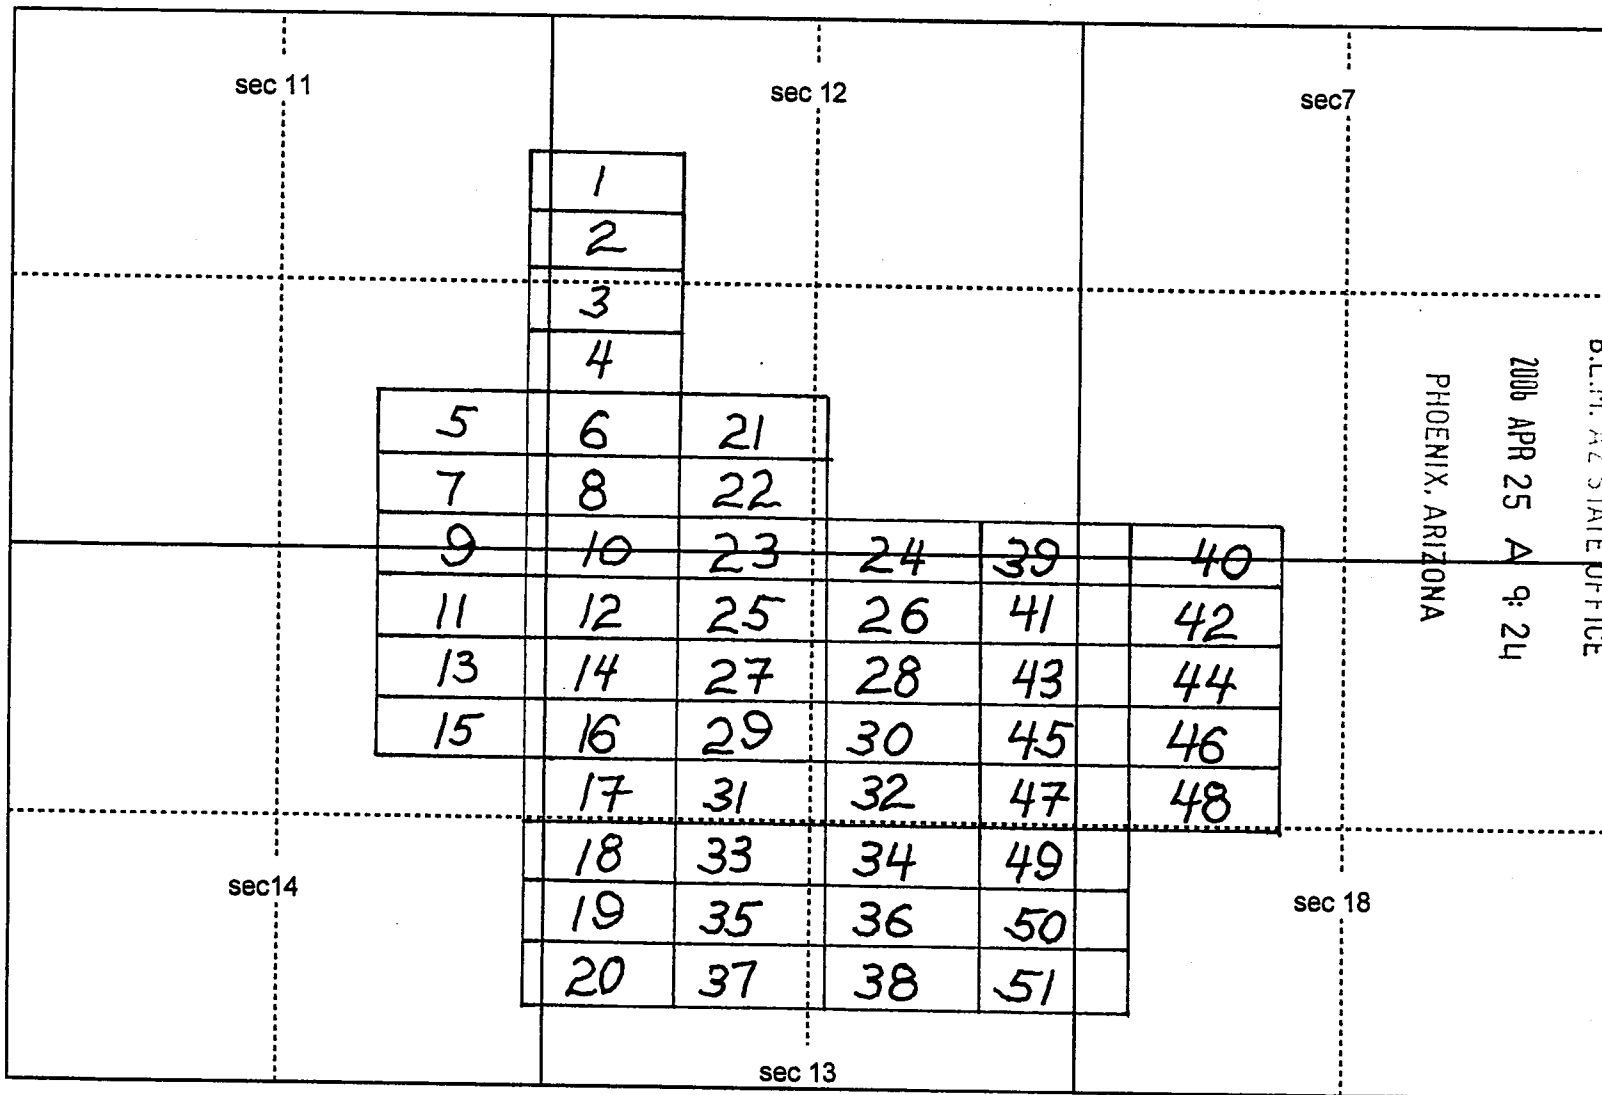 sec 11 sec 12 sec7
1
2
3
4
5 6 21
7 8 22
9 10 23 24 39 40
11 12 25 26 41 42
13 14 27 28 43 44
15 16 29 30 45 46
17 31 32 47 48
18 33 34 49
19 35 36 50
20 37 38 51
sec14 sec 18
sec 13
B.L.M. AZ STATE OFFICE
2006 APR 25 A 9: 24
PHOENIX, ARIZONA